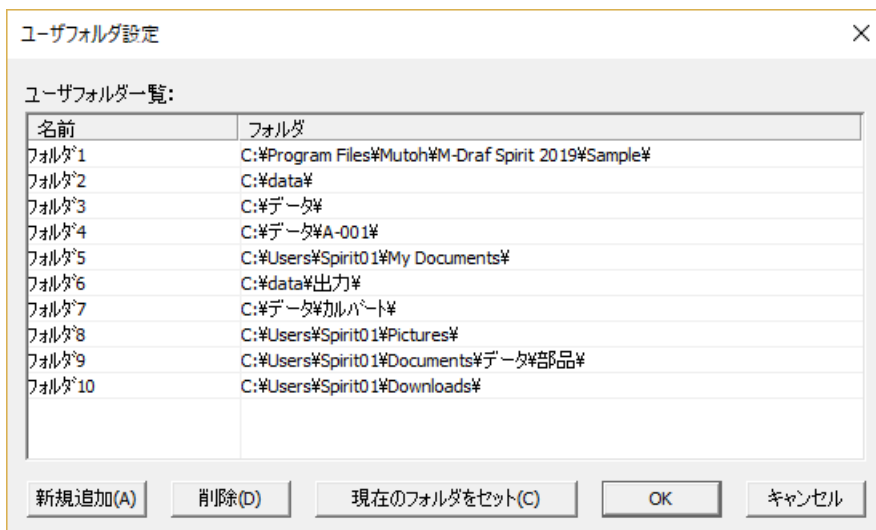 ユーザフォルダ設定
ユーザフォルダ一覧:
名前 フォルダ
フォルダ1 C:¥Program Files¥Mutoh¥M-Draf Spirit 2019¥Sample¥
フォルダ2 C:¥data¥
フォルダ3 C:¥データ¥
フォルダ4 C:¥データ¥A-001¥
フォルダ5 C:¥Users¥Spirit01¥My Documents¥
フォルダ6 C:¥data¥出力¥
フォルダ7 C:¥データ¥カルバート¥
フォルダ8 C:¥Users¥Spirit01¥Pictures¥
フォルダ9 C:¥Users¥Spirit01¥Documents¥データ¥部品¥
フォルダ10 C:¥Users¥Spirit01¥Downloads¥
新規追加(A) 削除(D) 現在のフォルダをセット(C) OK キャンセル